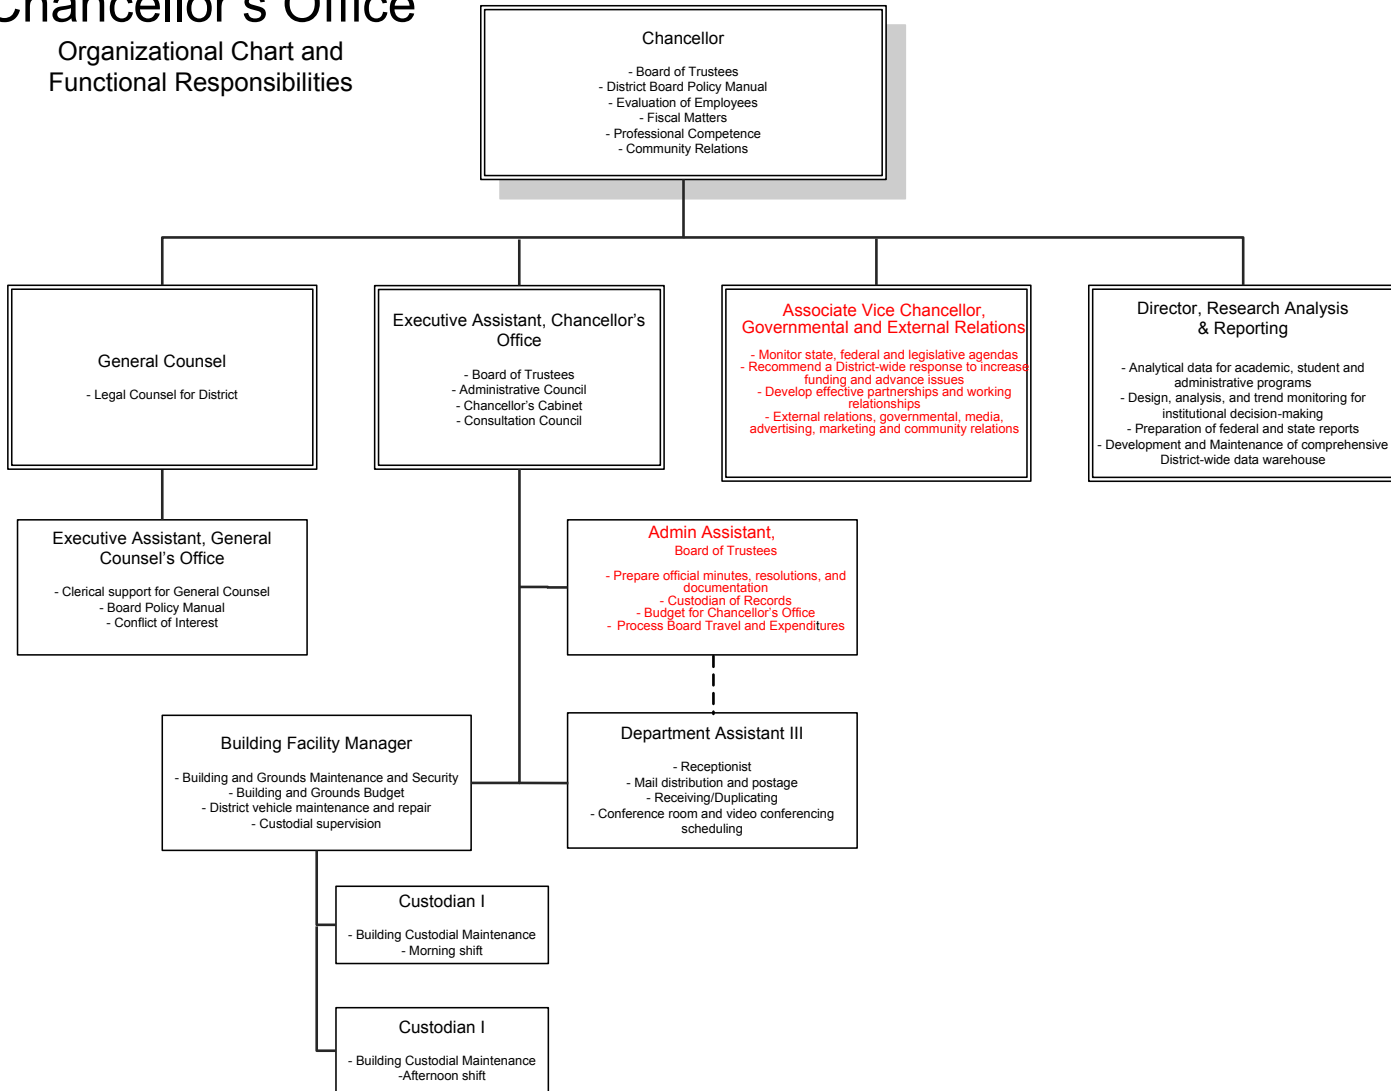 Chancellor's Office
Organizational Chart and
Functional Responsibilities
Chancellor
- Board of Trustees
- District Board Policy Manual
- Evaluation of Employees
- Fiscal Matters
- Professional Competence
- Community Relations
General Counsel
- Legal Counsel for District
Executive Assistant, Chancellor's
Office
- Board of Trustees
- Administrative Council
- Chancellor's Cabinet
- Consultation Council
Associate Vice Chancellor,
Governmental and External Relations
- Monitor state, federal and legislative agendas
- Recommend a District-wide response to increase
funding and advance issues
- Develop effective partnerships and working
relationships
- External relations, governmental, media,
advertising, marketing and community relations
Director, Research Analysis
& Reporting
- Analytical data for academic, student and
administrative programs
- Design, analysis, and trend monitoring for
institutional decision-making
- Preparation of federal and state reports
- Development and Maintenance of comprehensive
District-wide data warehouse
Executive Assistant, General
Counsel's Office
- Clerical support for General Counsel
- Board Policy Manual
- Conflict of Interest
Admin Assistant,
Board of Trustees
- Prepare official minutes, resolutions, and
documentation
- Custodian of Records
- Budget for Chancellor's Office
- Process Board Travel and Expenditures
Building Facility Manager
- Building and Grounds Maintenance and Security
- Building and Grounds Budget
- District vehicle maintenance and repair
- Custodial supervision
Department Assistant III
- Receptionist
- Mail distribution and postage
- Receiving/Duplicating
- Conference room and video conferencing
scheduling
Custodian I
- Building Custodial Maintenance
- Morning shift
Custodian I
- Building Custodial Maintenance
-Afternoon shift